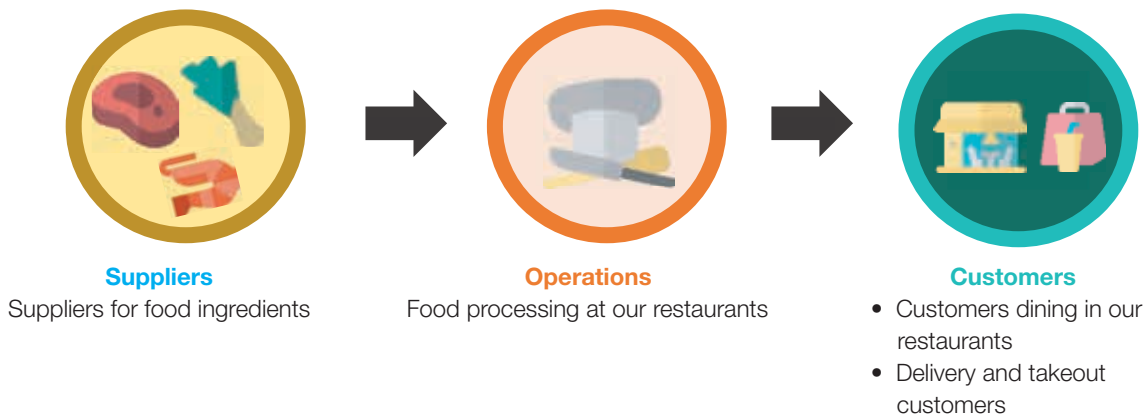 Suppliers
Suppliers for food ingredients
Operations
Food processing at our restaurants
Customers
• Customers dining in our
restaurants
• Delivery and takeout
customers